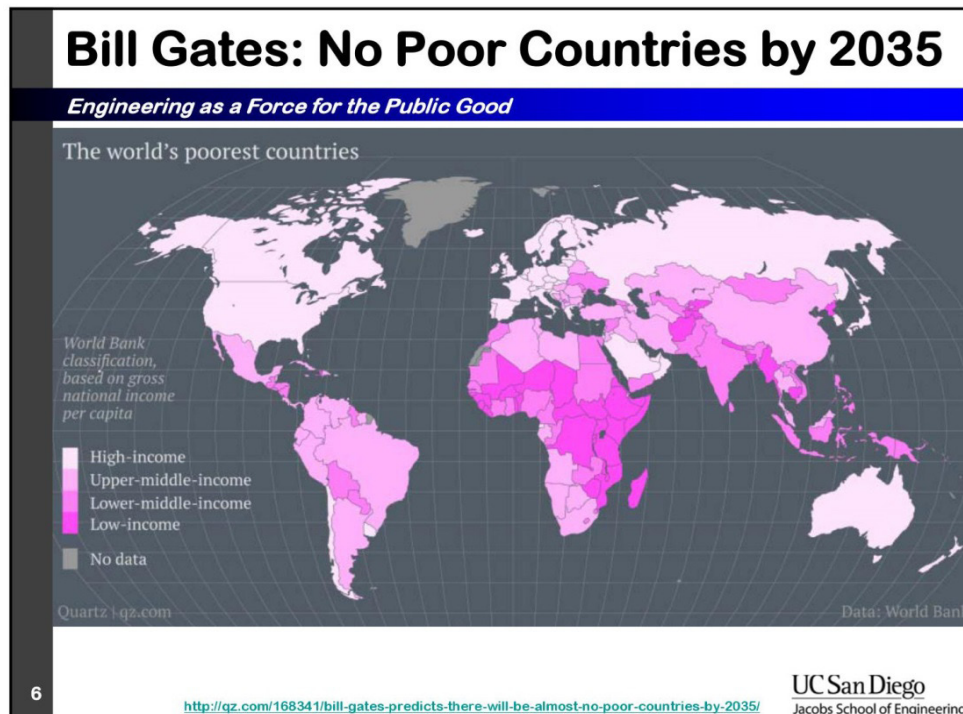 Bill Gates: No Poor Countries by 2035
Engineering as a Force for the Public Good
The world's poorest countries
World Bank
classification,
based on gross
national income
per capita
High-income
Upper-middle-income
Lower-middle-income
Low-income
No data
Quartz | qz.com
Data: World Bank
6
http://qz.com/168341/bill-gates-predicts-there-will-be-almost-no-poor-countries-by-2035/
UC San Diego
Jacobs School of Engineering